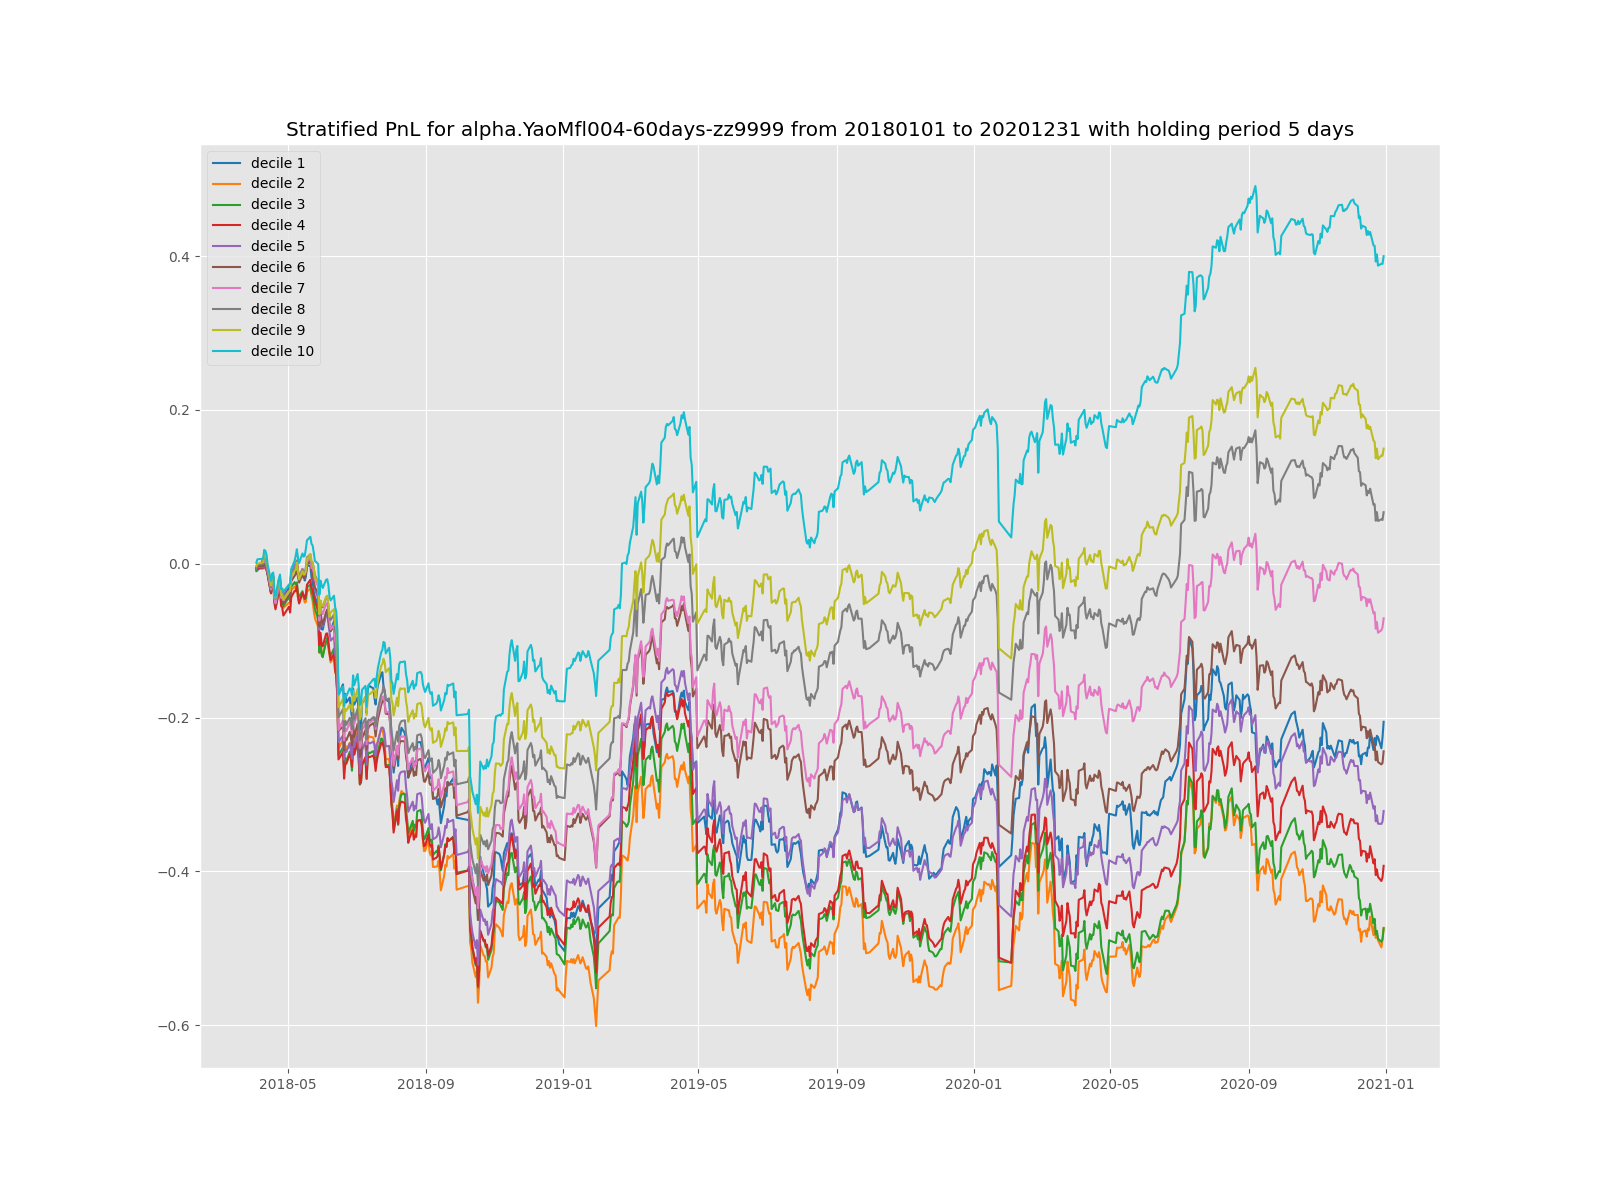 Stratified PnL for alpha.YaoMfl004-60days-zz9999 from 20180101 to 20201231 with holding period 5 days
decile 1
decile 2
decile 3
decile 4
decile 5
decile 6
decile 7
decile 8
decile 9
decile 10
0.4
0.2
0.0
−0.2
−0.4
−0.6
2018-05 2018-09 2019-01 2019-05 2019-09 2020-01 2020-05 2020-09 2021-01